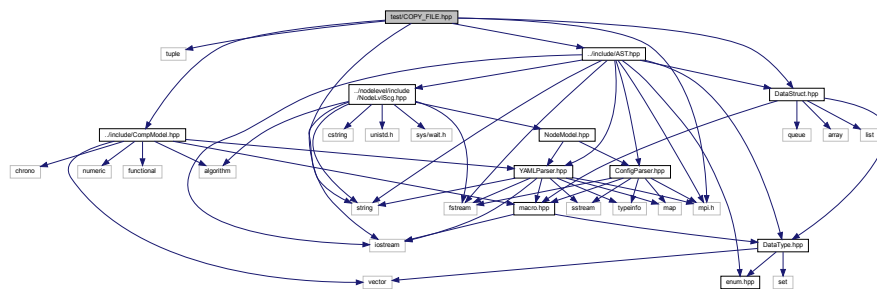 test/COPY_FILE.hpp
tuple
../include/AST.hpp
../nodelevel/include
/NodeLvlScg.hpp
DataStruct.hpp
../include/CompModel.hpp
cstring
unistd.h
sys/wait.h
NodeModel.hpp
queue
array
list
chrono
numeric
functional
algorithm
YAMLParser.hpp
ConfigParser.hpp
string
fstream
macro.hpp
sstream
typeinfo
map
mpi.h
iostream
DataType.hpp
vector
enum.hpp
set